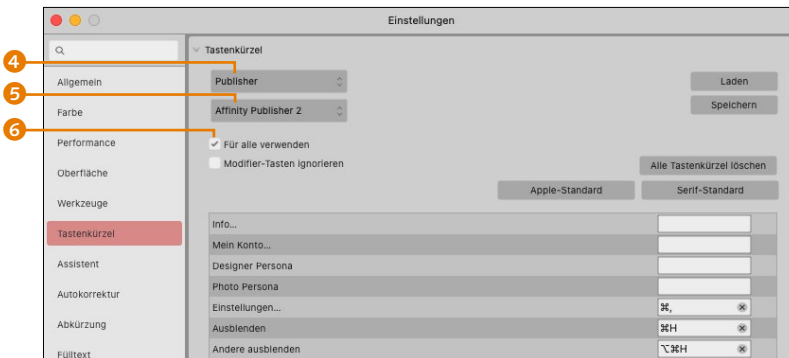 Einstellungen
Tastenkürzel
4
Publisher
Laden
Allgemein
5
Affinity Publisher 2
Speichern
Farbe
6
Für alle verwenden
Performance
Modifier-Tasten ignorieren
Alle Tastenkürzel löschen
Oberfläche
Apple-Standard
Serif-Standard
Werkzeuge
Info...
Tastenkürzel
Mein Konto...
Assistent
Designer Persona
Photo Persona
Autokorrektur
Einstellungen... ⌘,
Abkürzung
Ausblenden ⌘H
Andere ausblenden ⌥⌘H
Fülltext